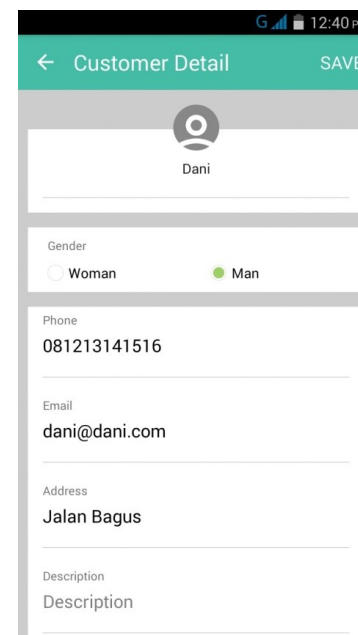 G 12:40 P
Customer Detail SAVE
Dani
Gender
Woman Man
Phone
081213141516
Email
dani@dani.com
Address
Jalan Bagus
Description
Description